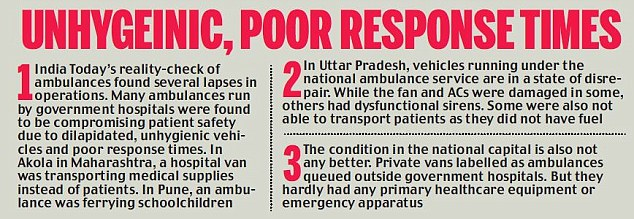 UNHYGEINIC, POOR RESPONSE TIMES
1 India Today's reality-check of
ambulances found several lapses in
operations. Many ambulances run
by government hospitals were found
to be compromising patient safety
due to dilapidated, unhygienic vehi-
cles and poor response times. In
Akola in Maharashtra, a hospital van
was transporting medical supplies
instead of patients. In Pune, an ambu-
lance was ferrying schoolchildren
2 In Uttar Pradesh, vehicles running under the
national ambulance service are in a state of disre-
pair. While the fan and ACs were damaged in some,
others had dysfunctional sirens. Some were also not
able to transport patients as they did not have fuel
3 The condition in the national capital is also not
any better. Private vans labelled as ambulances
queued outside government hospitals. But they
hardly had any primary healthcare equipment or
emergency apparatus